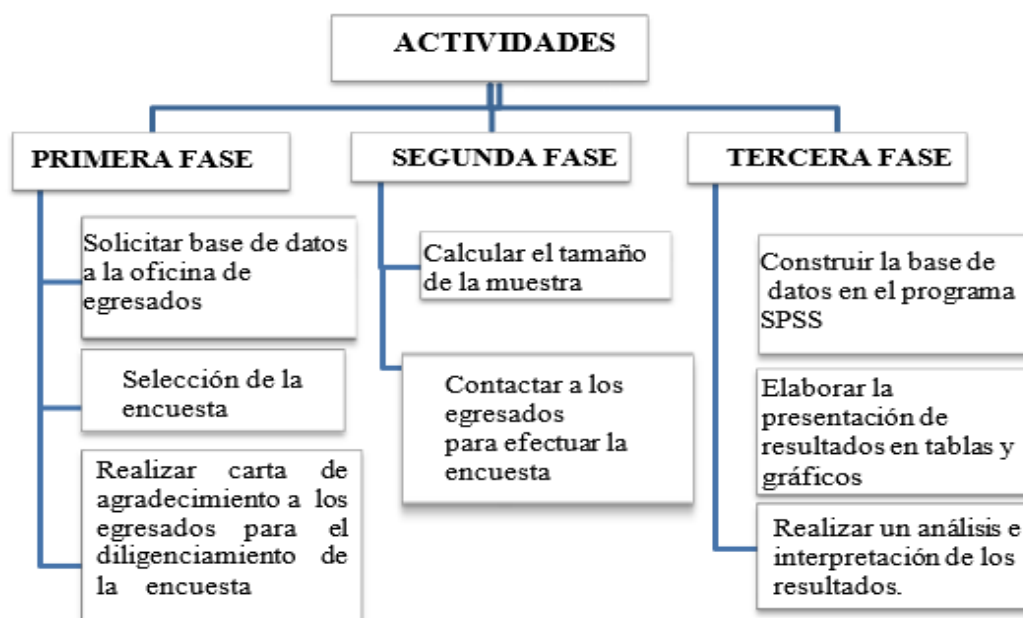 ACTIVIDADES
PRIMERA FASE
Solicitar base de datos
a la oficina de
egresados
Selección de la
encuesta
Realizar carta de
agradecimiento a los
egresados para el
diligenciamiento de
la encuesta
SEGUNDA FASE
Calcular el tamaño
de la muestra
Contactar a los
egresados
para efectuar la
encuesta
TERCERA FASE
Construir la base de
datos en el programa
SPSS
Elaborar la
presentación de
resultados en tablas y
gráficos
Realizar un análisis e
interpretación de los
resultados.